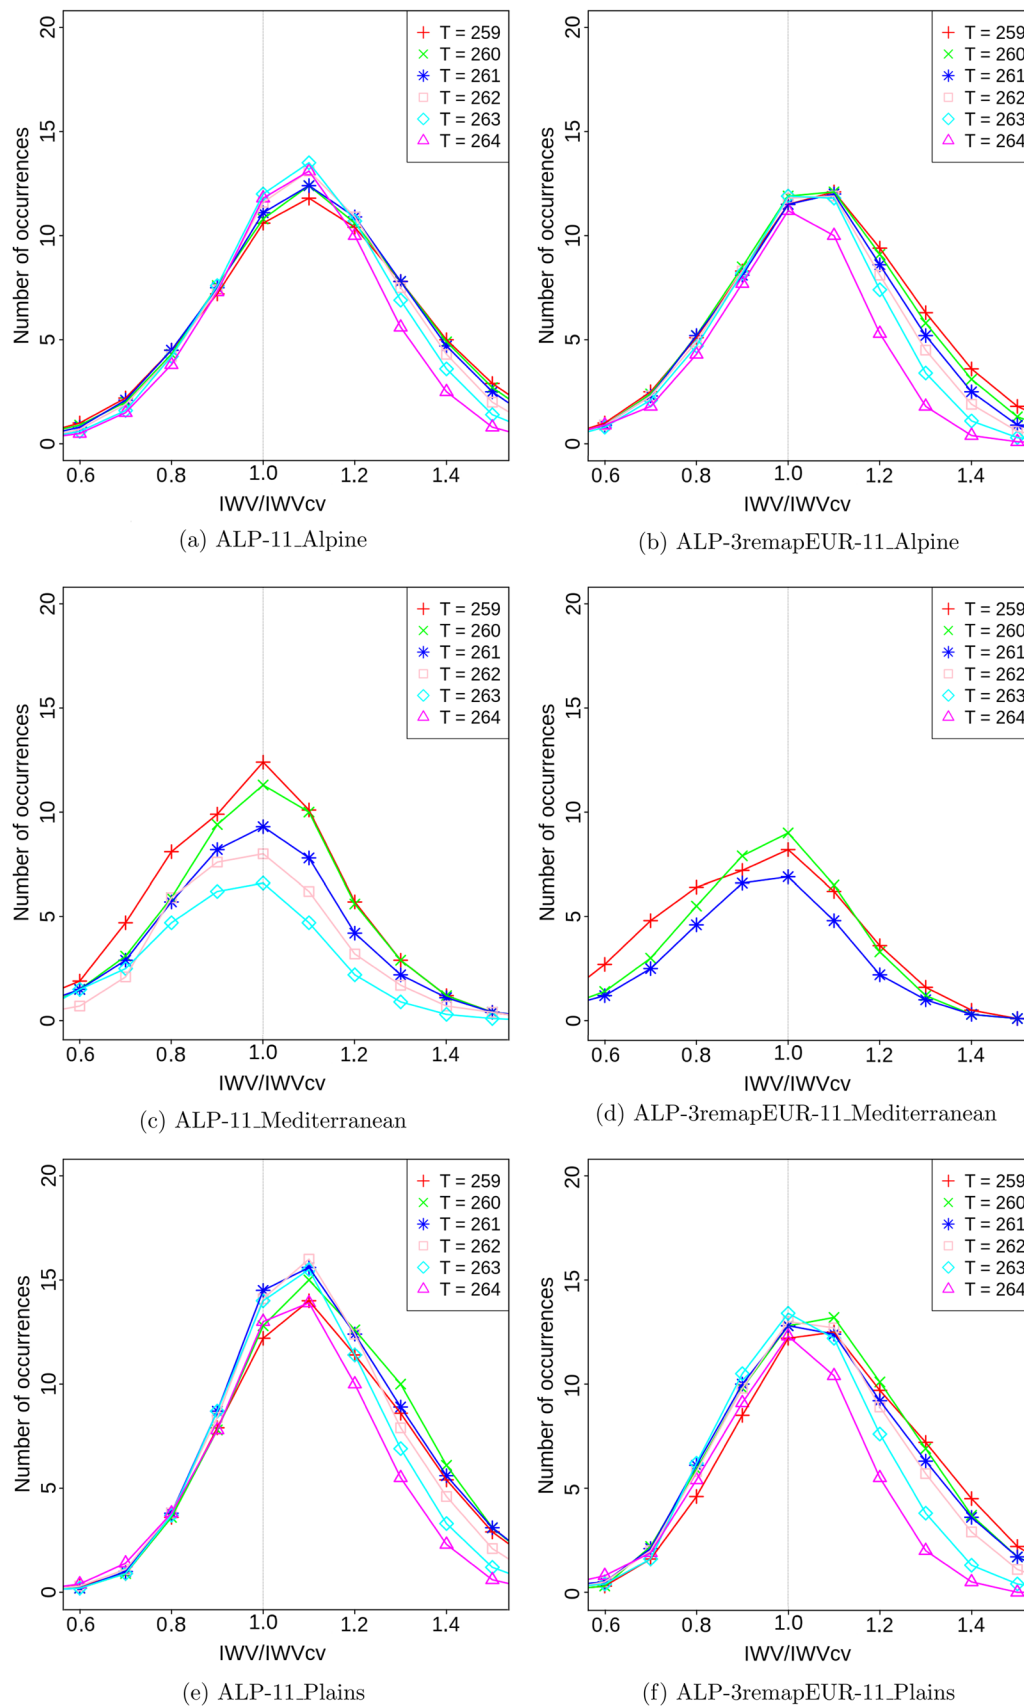 Number of occurrences
20
15
10
5
0
T = 259
T = 260
T = 261
T = 262
T = 263
T = 264
0.6 0.8 1.0 1.2 1.4
IWV/IWVcv
(a) ALP-11_Alpine
Number of occurrences
20
15
10
5
0
T = 259
T = 260
T = 261
T = 262
T = 263
T = 264
0.6 0.8 1.0 1.2 1.4
IWV/IWVcv
(b) ALP-3remapEUR-11_Alpine
Number of occurrences
20
15
10
5
0
T = 259
T = 260
T = 261
T = 262
T = 263
T = 264
0.6 0.8 1.0 1.2 1.4
IWV/IWVcv
(c) ALP-11_Mediterranean
Number of occurrences
20
15
10
5
0
T = 259
T = 260
T = 261
T = 262
T = 263
T = 264
0.6 0.8 1.0 1.2 1.4
IWV/IWVcv
(d) ALP-3remapEUR-11_Mediterranean
Number of occurrences
20
15
10
5
0
T = 259
T = 260
T = 261
T = 262
T = 263
T = 264
0.6 0.8 1.0 1.2 1.4
IWV/IWVcv
(e) ALP-11_Plains
Number of occurrences
20
15
10
5
0
T = 259
T = 260
T = 261
T = 262
T = 263
T = 264
0.6 0.8 1.0 1.2 1.4
IWV/IWVcv
(f) ALP-3remapEUR-11_Plains